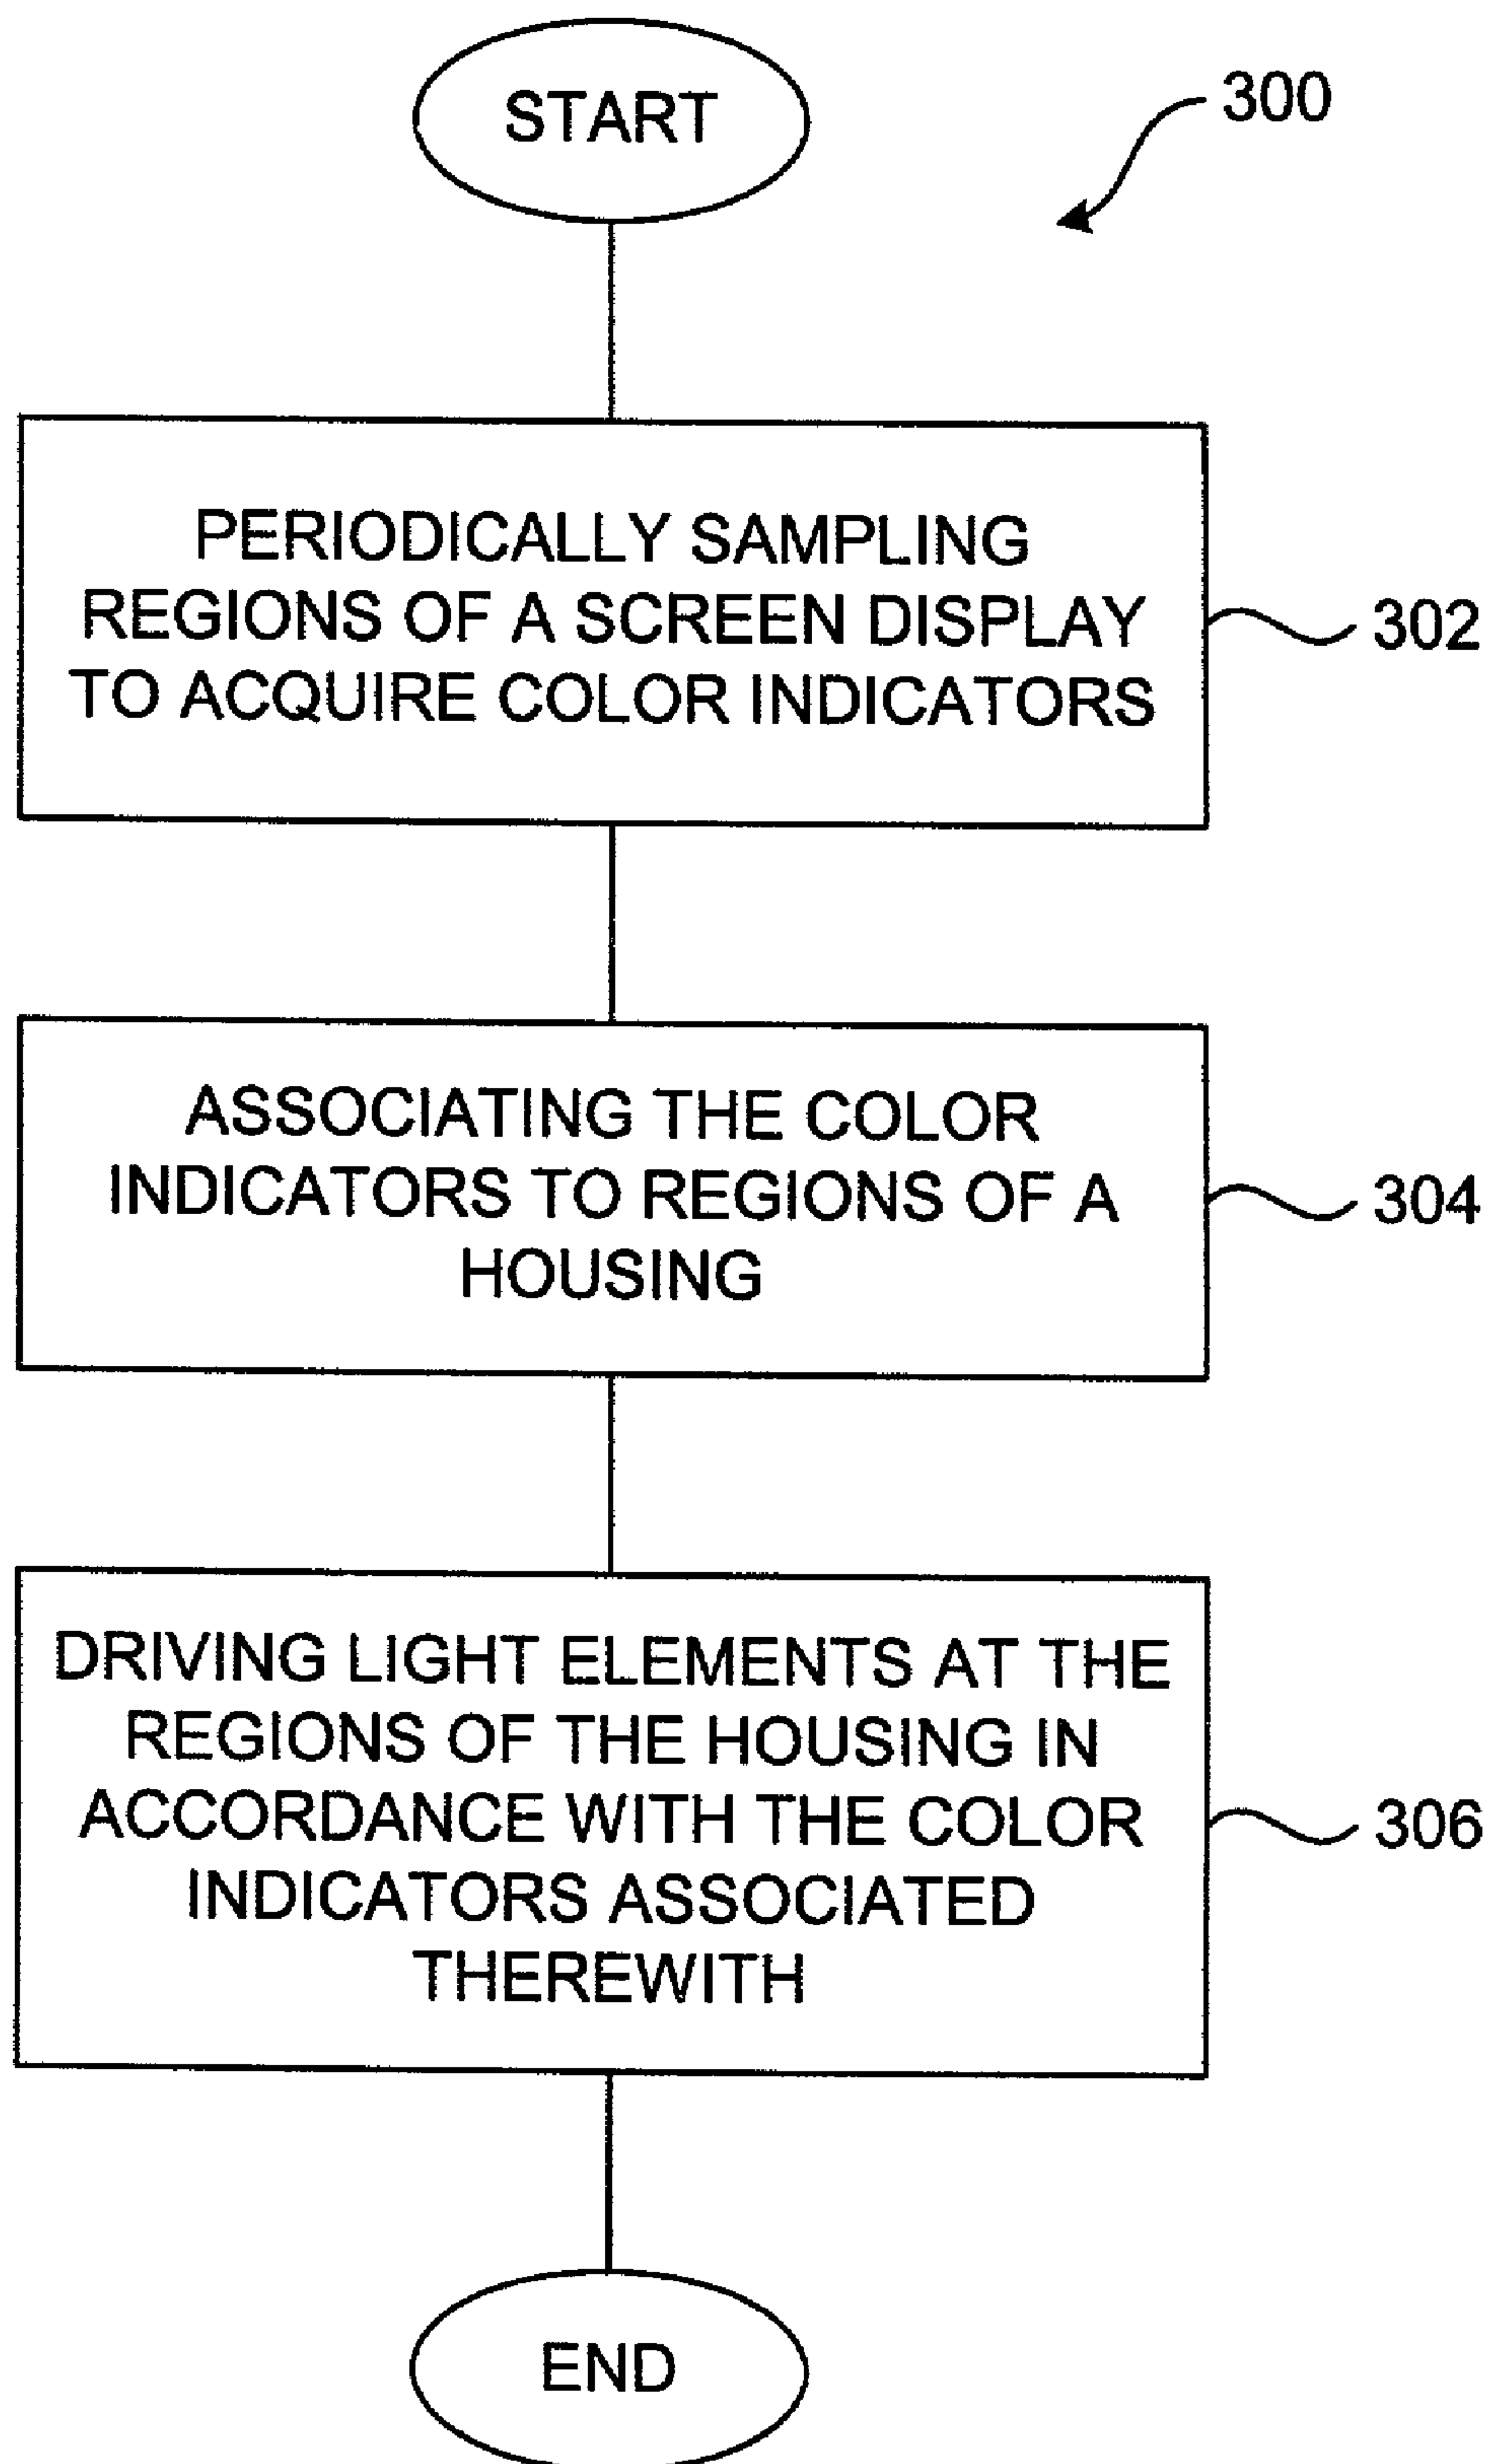 START
300
PERIODICALLY SAMPLING
REGIONS OF A SCREEN DISPLAY
TO ACQUIRE COLOR INDICATORS
302
ASSOCIATING THE COLOR
INDICATORS TO REGIONS OF A
HOUSING
304
DRIVING LIGHT ELEMENTS AT THE
REGIONS OF THE HOUSING IN
ACCORDANCE WITH THE COLOR
INDICATORS ASSOCIATED
THEREWITH
306
END